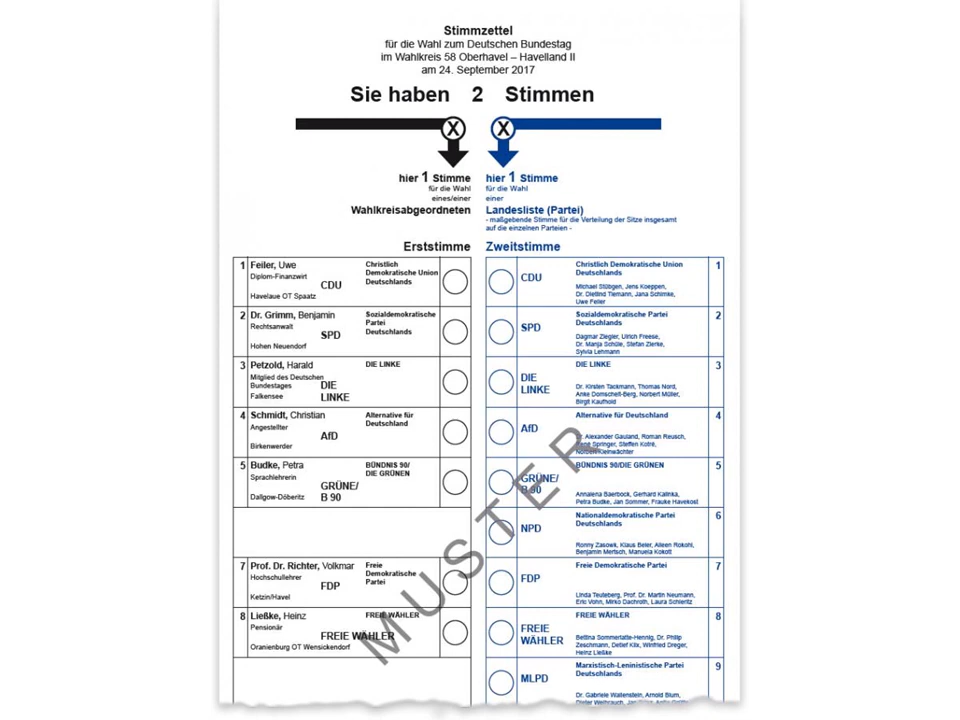 Stimmzettel
für die Wahl zum Deutschen Bundestag
im Wahlkreis 58 Oberhavel – Havelland II
am 24. September 2017
Sie haben 2 Stimmen
X X
hier 1 Stimme
für die Wahl
eines/einer
Wahlkreisabgeordneten
hier 1 Stimme
für die Wahl
einer
Landesliste (Partei)
- maßgebende Stimme für die Verteilung der Sitze insgesamt
auf die einzelnen Parteien -
Erststimme
1 Feiler, Uwe
Diplom-Finanzwirt
CDU
Havelaue OT Spaatz
Christlich
Demokratische Union
Deutschlands
2 Dr. Grimm, Benjamin
Rechtsanwalt
SPD
Hohen Neuendorf
Sozialdemokratische
Partei
Deutschlands
3 Petzold, Harald
Mitglied des Deutschen
Bundestages
Falkensee
DIE
LINKE
DIE LINKE
4 Schmidt, Christian
Angestellter
AfD
Birkenwerder
Alternative für
Deutschland
5 Budke, Petra
Sprachlehrerin
GRÜNE/
B 90
Dallgow-Döberitz
BÜNDNIS 90/
DIE GRÜNEN
7 Prof. Dr. Richter, Volkmar
Hochschullehrer
FDP
Ketzin/Havel
Freie
Demokratische
Partei
8 Ließke, Heinz
Pensionär
FREIE WÄHLER
Oranienburg OT Wensickendorf
FREIE WÄHLER
Zweitstimme
CDU
Christlich Demokratische Union
Deutschlands
1
Michael Stübgen, Jens Koeppen,
Dr. Dietlind Tiemann, Jana Schimke,
Uwe Feiler
SPD
Sozialdemokratische Partei
Deutschlands
2
Dagmar Ziegler, Ulrich Freese,
Dr. Manja Schüle, Stefan Zierke,
Sylvia Lehmann
DIE
LINKE
DIE LINKE
3
Dr. Kirsten Tackmann, Thomas Nord,
Anke Domscheit-Berg, Norbert Müller,
Birgit Kaufhold
AfD
Alternative für Deutschland
4
Dr. Alexander Gauland, Roman Reusch,
René Springer, Steffen Kotré,
Norbert Kleinwächter
GRÜNE/
B 90
BÜNDNIS 90/DIE GRÜNEN
5
Annalena Baerbock, Gerhard Kalinka,
Petra Budke, Jan Sommer, Frauke Havekost
NPD
Nationaldemokratische Partei
Deutschlands
6
Ronny Zasowk, Klaus Beier, Aileen Rokohl,
Benjamin Mertsch, Manuela Kokott
FDP
Freie Demokratische Partei
7
Linda Teuteberg, Prof. Dr. Martin Neumann,
Eric Vohn, Mirko Dachroth, Laura Schieritz
FREIE
WÄHLER
FREIE WÄHLER
8
Bettina Sommerlatte-Hennig, Dr. Philip
Zeschmann, Detlef Klix, Winfried Dreger,
Heinz Ließke
MLPD
Marxistisch-Leninistische Partei
Deutschlands
9
Dr. Gabriele Walterstein, Arnold Blum,
MUSTER